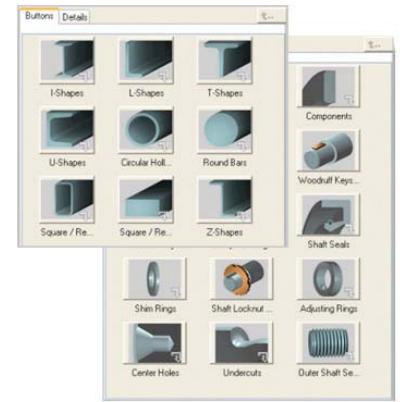 Buttons Details
I-Shapes L-Shapes T-Shapes
U-Shapes Circular Holl... Round Bars
Square / Re... Square / Re... Z-Shapes
Components
Woodruff Keys...
Shaft Seals
Shim Rings Shaft Locknut ... Adjusting Rings
Center Holes Undercuts Outer Shaft Se...